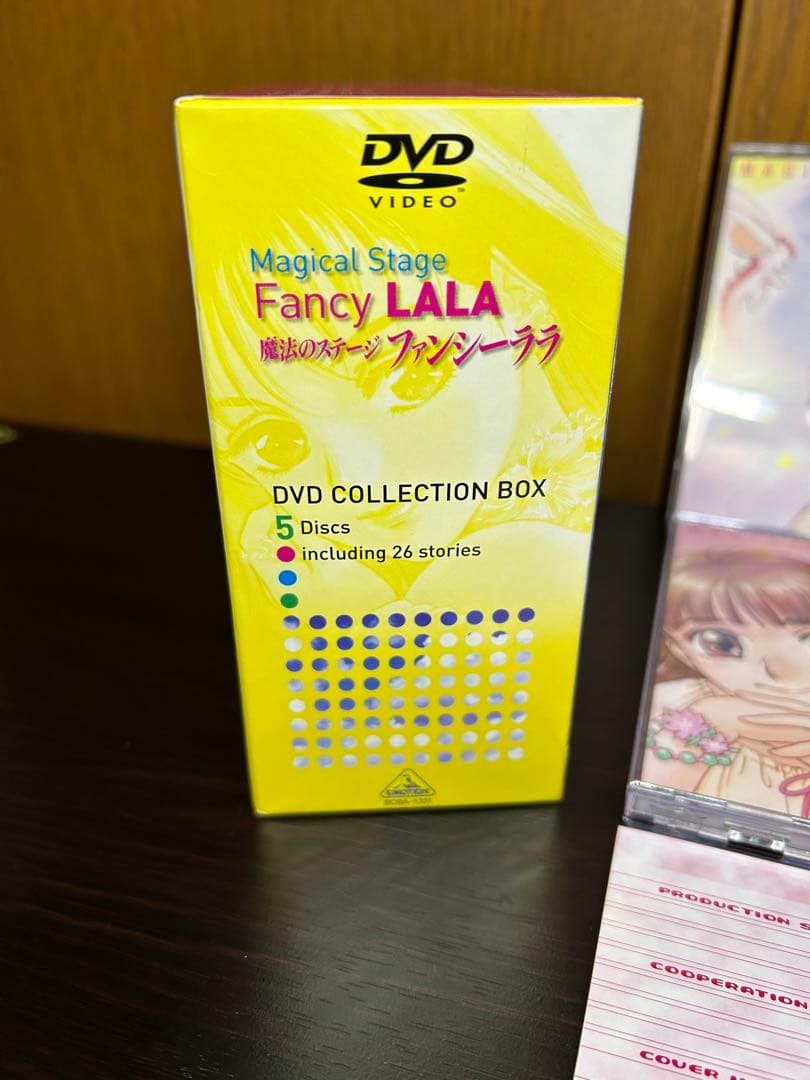 DVD
VIDEO
Magical Stage
Fancy LALA
魔法のステージ ファンシーララ
DVD COLLECTION BOX
5 Discs
including 26 stories
EMOTION
PRODUCTION S
COOPERATION
COVER